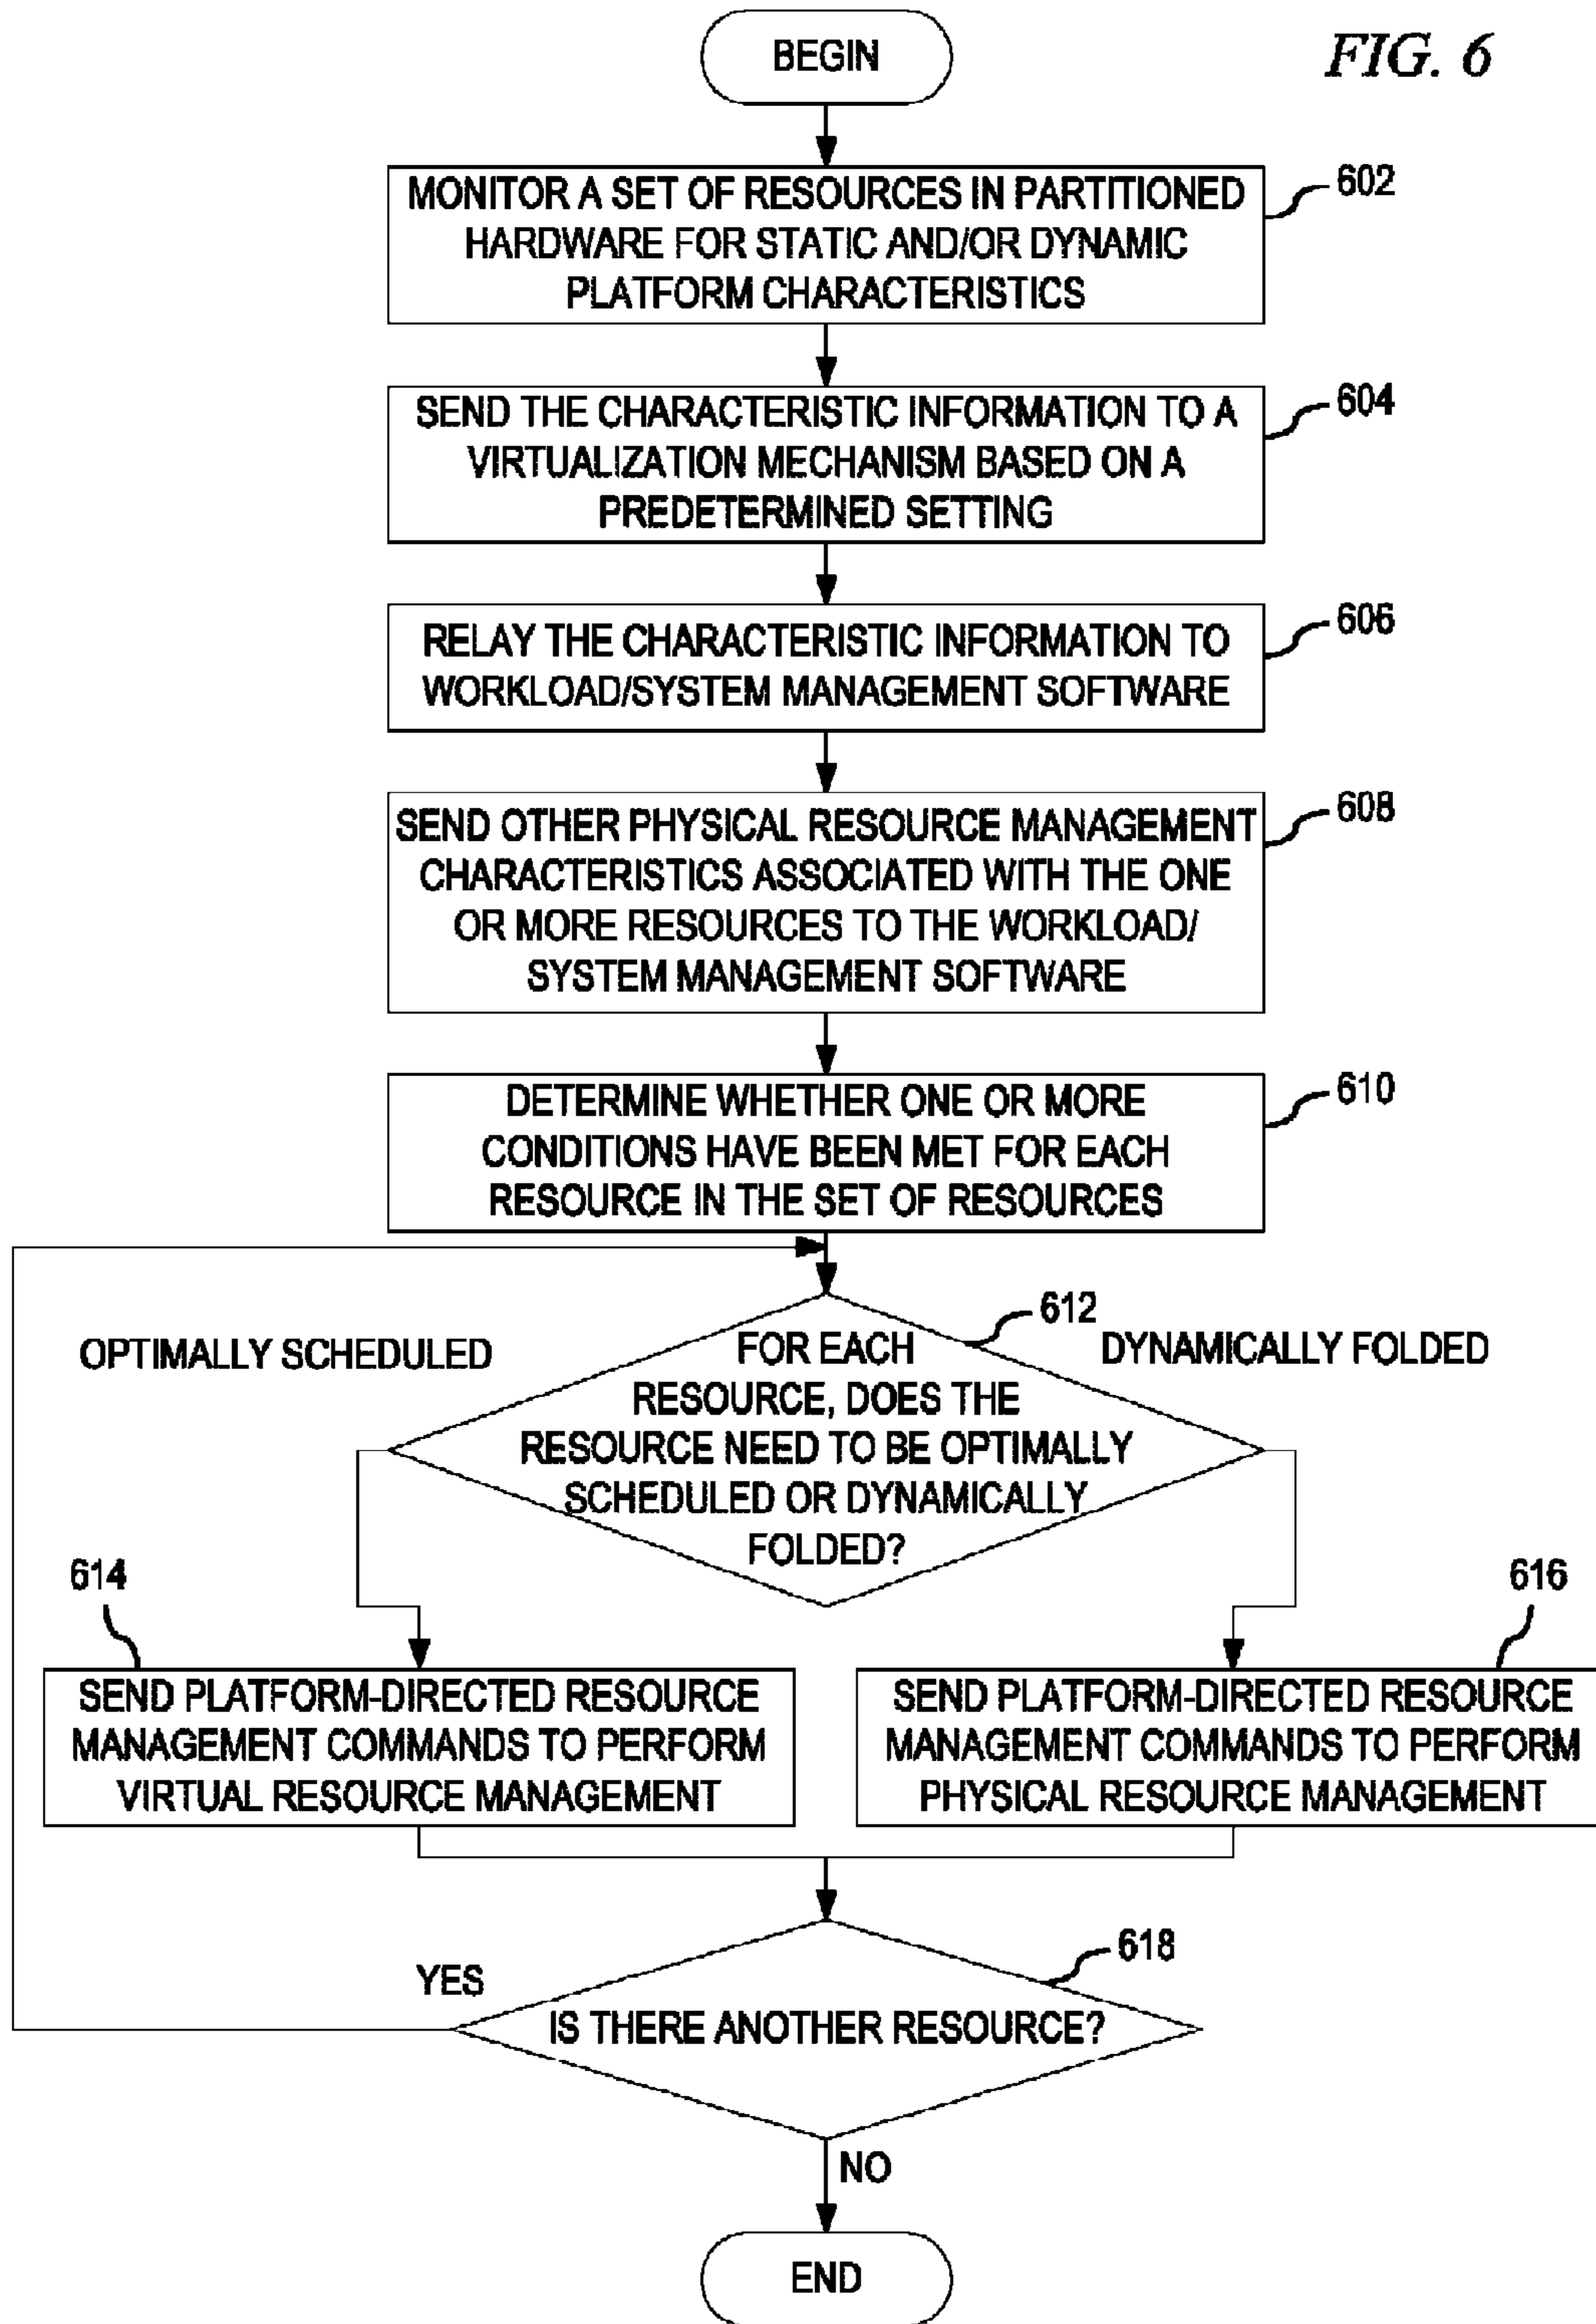 BEGIN
FIG. 6
MONITOR A SET OF RESOURCES IN PARTITIONED
HARDWARE FOR STATIC AND/OR DYNAMIC
PLATFORM CHARACTERISTICS
602
SEND THE CHARACTERISTIC INFORMATION TO A
VIRTUALIZATION MECHANISM BASED ON A
PREDETERMINED SETTING
604
RELAY THE CHARACTERISTIC INFORMATION TO
WORKLOAD/SYSTEM MANAGEMENT SOFTWARE
606
SEND OTHER PHYSICAL RESOURCE MANAGEMENT
CHARACTERISTICS ASSOCIATED WITH THE ONE
OR MORE RESOURCES TO THE WORKLOAD/
SYSTEM MANAGEMENT SOFTWARE
608
DETERMINE WHETHER ONE OR MORE
CONDITIONS HAVE BEEN MET FOR EACH
RESOURCE IN THE SET OF RESOURCES
610
612
OPTIMALLY SCHEDULED
FOR EACH
RESOURCE, DOES THE
RESOURCE NEED TO BE OPTIMALLY
SCHEDULED OR DYNAMICALLY
FOLDED?
DYNAMICALLY FOLDED
614
SEND PLATFORM-DIRECTED RESOURCE
MANAGEMENT COMMANDS TO PERFORM
VIRTUAL RESOURCE MANAGEMENT
616
SEND PLATFORM-DIRECTED RESOURCE
MANAGEMENT COMMANDS TO PERFORM
PHYSICAL RESOURCE MANAGEMENT
618
YES
IS THERE ANOTHER RESOURCE?
NO
END